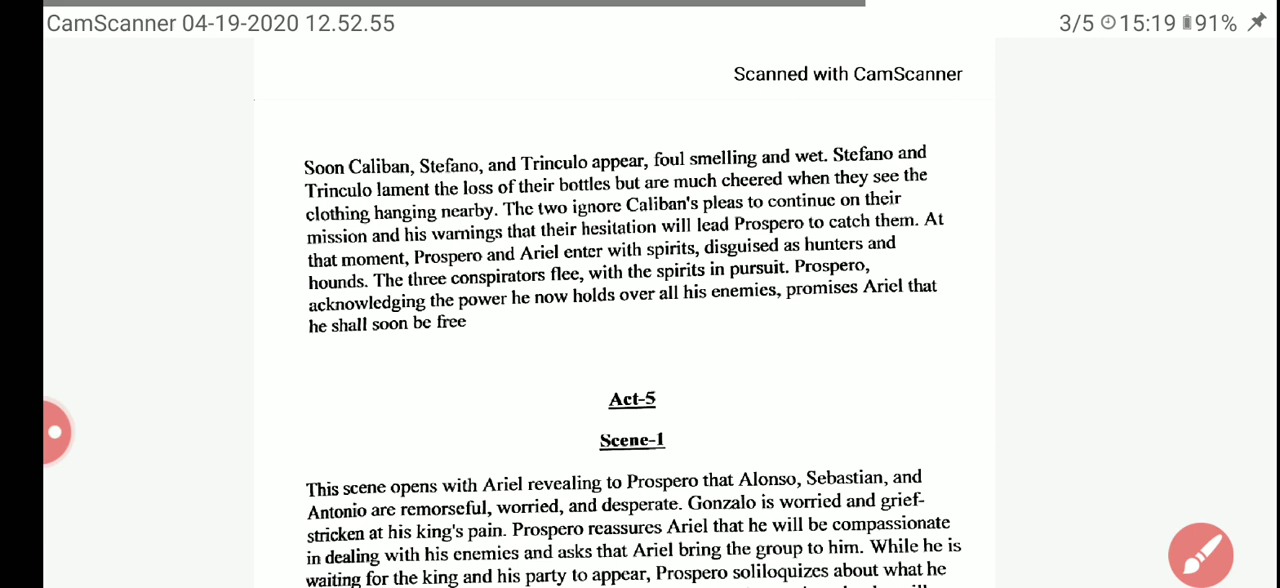 CamScanner 04-19-2020 12.52.55
3/5 15:19 91%
Scanned with CamScanner
Soon Caliban, Stefano, and Trinculo appear, foul smelling and wet. Stefano and
Trinculo lament the loss of their bottles but are much cheered when they see the
clothing hanging nearby. The two ignore Caliban's pleas to continue on their
mission and his warnings that their hesitation will lead Prospero to catch them. At
that moment, Prospero and Ariel enter with spirits, disguised as hunters and
hounds. The three conspirators flee, with the spirits in pursuit. Prospero,
acknowledging the power he now holds over all his enemies, promises Ariel that
he shall soon be free
Act-5
Scene-1
This scene opens with Ariel revealing to Prospero that Alonso, Sebastian, and
Antonio are remorseful, worried, and desperate. Gonzalo is worried and grief-
stricken at his king's pain. Prospero reassures Ariel that he will be compassionate
in dealing with his enemies and asks that Ariel bring the group to him. While he is
waiting for the king and his party to appear, Prospero soliloquizes about what he